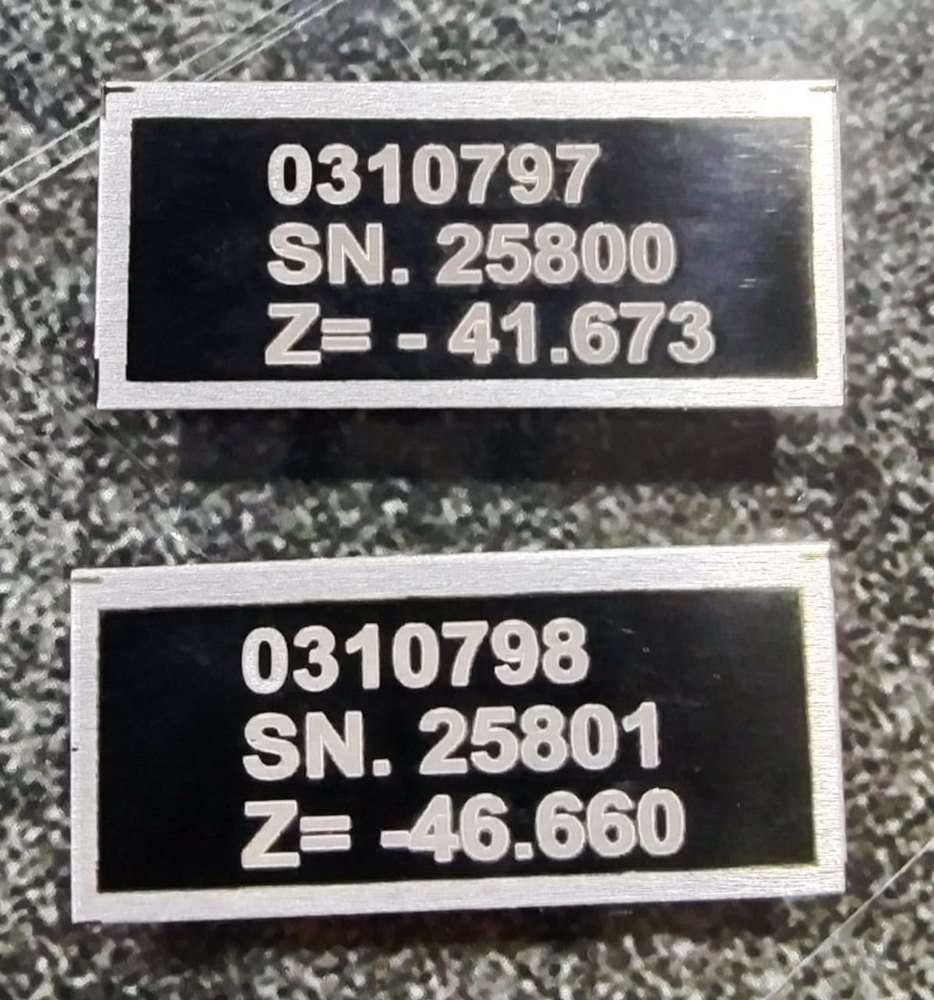 0310797
SN. 25800
Z= - 41.673
0310798
SN. 25801
Z= -46.660